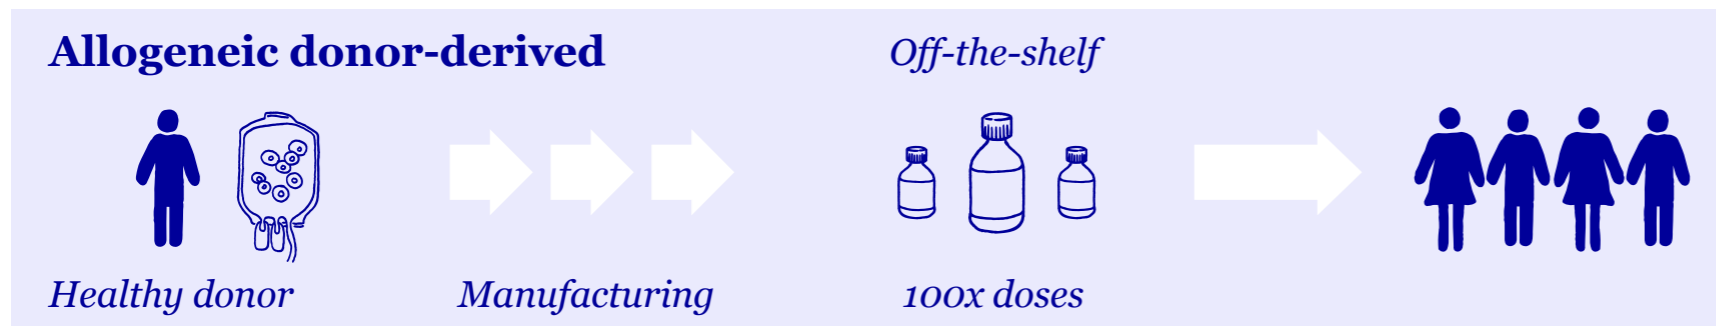 Allogeneic donor-derived
Off-the-shelf
Healthy donor
Manufacturing
100x doses